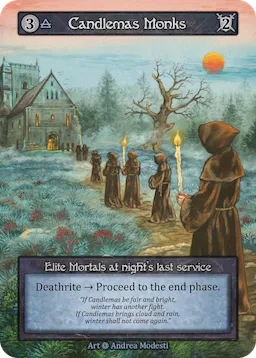 3 Candlemas Monks 2
Elite Mortals at night's last service
Deathrite → Proceed to the end phase.
"If Candlemas be fair and bright,
winter has another fight.
If Candlemas brings cloud and rain,
winter shall not come again."
Art @ Andrea Modesti